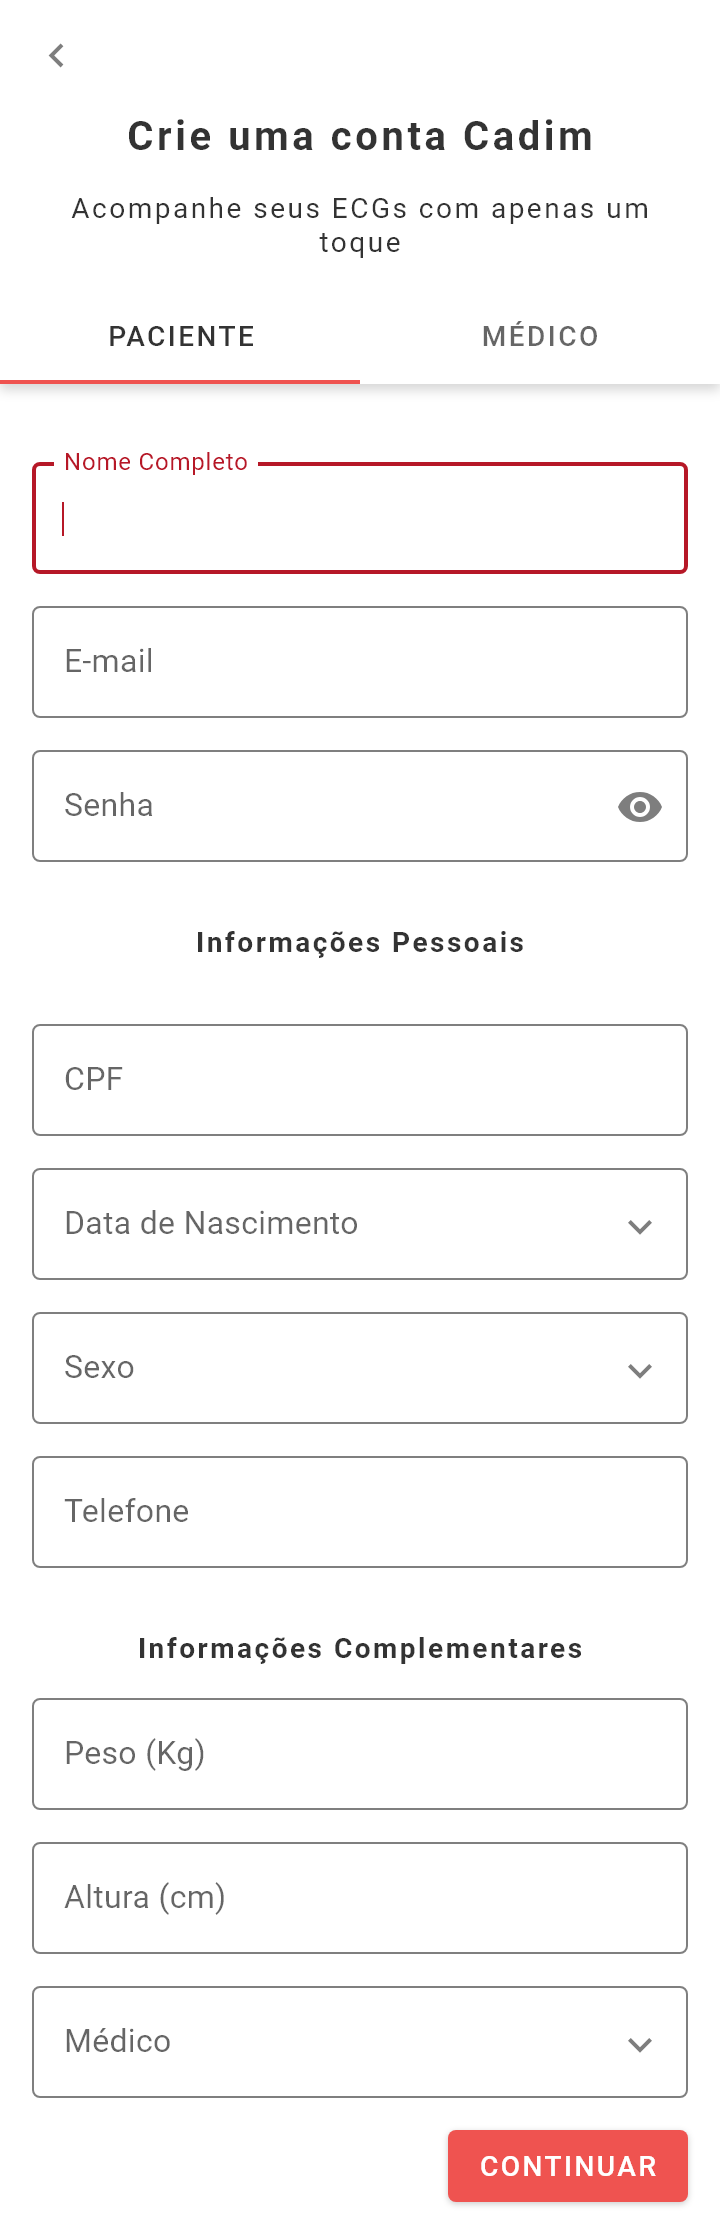 Crie uma conta Cadim
Acompanhe seus ECGs com apenas um
toque
PACIENTE
MÉDICO
Nome Completo
E-mail
Senha
Informações Pessoais
CPF
Data de Nascimento
Sexo
Telefone
Informações Complementares
Peso (Kg)
Altura (cm)
Médico
CONTINUAR